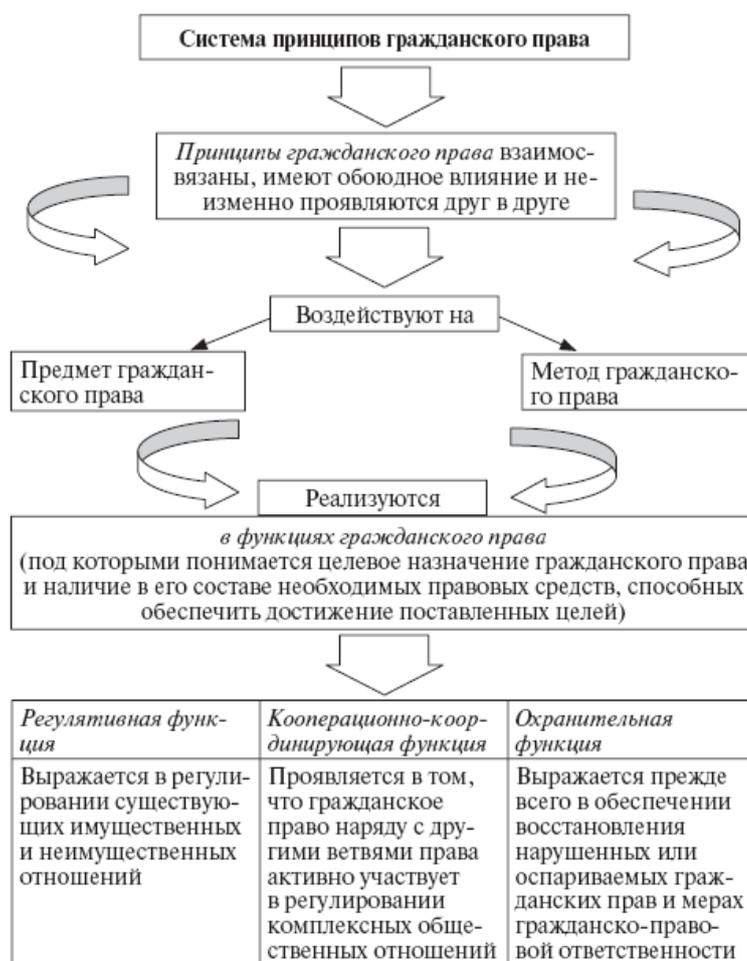 Система принципов гражданского права
Принципы гражданского права взаимос-
вязаны, имеют обоюдное влияние и не-
изменно проявляются друг в друге
Воздействуют на
Предмет граждан-
ского права
Метод гражданско-
го права
Реализуются
в функциях гражданского права
(под которыми понимается целевое назначение гражданского права
и наличие в его составе необходимых правовых средств, способных
обеспечить достижение поставленных целей)
Регулятивная функ-
ция
Выражается в регули-
ровании существую-
щих имущественных
и неимущественных
отношений
Кооперационно-коор-
динирующая функция
Проявляется в том,
что гражданское
право наряду с дру-
гими ветвями права
активно участвует
в регулировании
комплексных обще-
ственных отношений
Охранительная
функция
Выражается прежде
всего в обеспечении
восстановления
нарушенных или
оспариваемых граж-
данских прав и мерах
гражданско-право-
вой ответственности